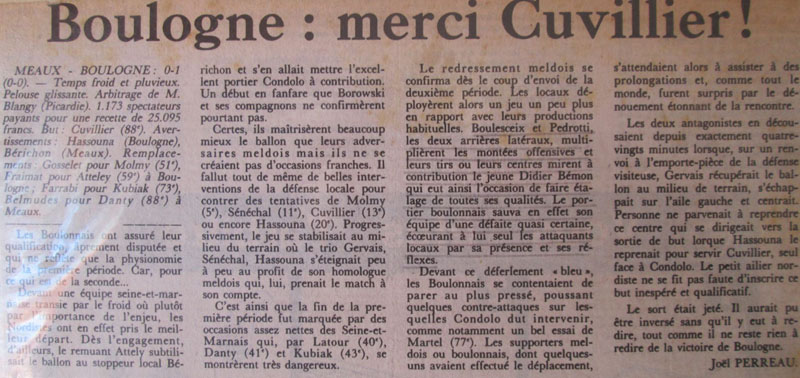 Boulogne : merci Cuvillier !
MEAUX - BOULOGNE : 0-1
(0-0). — Temps froid et pluvieux.
Pelouse glissante. Arbitrage de M.
Blangy (Picardie). 1.173 spectateurs
payants pour une recette de 25.095
francs. But : Cuvillier (88'). Aver-
tissements : Hassouna (Boulogne),
Bérichon (Meaux). Remplace-
ments : Gosselet pour Molmy (51'),
Fraimat pour Atteley (59') à Bou-
logne ; Farrabi pour Kubiak (73'),
Belmudes pour Danty (88') à
Meaux.
Les Boulonnais ont assuré leur
qualification âprement disputée et
qui ne reflète que la physionomie
de la première période. Car, pour
ce qui est de la seconde...
Devant une équipe seine-et-mar-
naise transie par le froid où plutôt
par l'importance de l'enjeu, les
Nordistes ont en effet pris le meil-
leur départ. Dès l'engagement,
d'ailleurs, le remuant Attely subtili-
sait le ballon au stoppeur local Bé-
richon et s'en allait mettre l'excel-
lent portier Condolo à contribution.
Un début en fanfare que Borowski
et ses compagnons ne confirmèrent
pourtant pas.
Certes, ils maîtrisèrent beaucoup
mieux le ballon que leurs adver-
saires meldois mais ils ne se
créaient pas d'occasions franches. Il
fallut tout de même de belles inter-
ventions de la défense locale pour
contrer des tentatives de Molmy
(5'), Sénéchal (11'), Cuvillier (13')
ou encore Hassouna (20'). Progres-
sivement, le jeu se stabilisait au mi-
lieu du terrain où le trio Gervais,
Sénéchal, Hassouna s'éteignait peu
à peu au profit de son homologue
meldois qui, lui, prenait le match à
son compte.
C'est ainsi que la fin de la pre-
mière période fut marquée par des
occasions assez nettes des Seine-et-
Marnais qui, par Latour (40'),
Danty (41') et Kubiak (43'), se
montrèrent très dangereux.
Le redressement meldois se
confirma dès le coup d'envoi de la
deuxième période. Les locaux dé-
ployèrent alors un jeu un peu plus
en rapport avec leurs productions
habituelles. Boulesceix et Pedrotti,
les deux arrières latéraux, multi-
plièrent les montées offensives et
leurs tirs ou leurs centres mirent à
contribution le jeune Didier Bémon
qui eut ainsi l'occasion de faire éta-
lage de toutes ses qualités. Le por-
tier boulonnais sauva en effet son
équipe d'une défaite quasi certaine,
écœurant à lui seul les attaquants
locaux par sa présence et ses ré-
flexes.
Devant ce déferlement « bleu »,
les Boulonnais se contentaient de
parer au plus pressé, poussant
quelques contre-attaques sur les-
quelles Condolo dut intervenir,
comme notamment un bel essai de
Martel (77'). Les supporters mel-
dois ou boulonnais, dont quelques-
uns avaient effectué le déplacement,
s'attendaient alors à assister à des
prolongations et, comme tout le
monde, furent surpris par le dé-
nouement étonnant de la rencontre.
Les deux antagonistes en décou-
saient depuis exactement quatre-
vingts minutes lorsque, sur un ren-
voi à l'emporte-pièce de la défense
visiteuse, Gervais récupérait le bal-
lon au milieu de terrain, s'échap-
pait sur l'aile gauche et centrait.
Personne ne parvenait à reprendre
ce centre qui se dirigeait vers la
sortie de but lorsque Hassouna le
reprenait pour servir Cuvillier, seul
face à Condolo. Le petit ailier nor-
diste ne se fit pas faute d'inscrire ce
but inespéré et qualificatif.
Le sort était jeté. Il aurait pu
être inversé sans qu'il y eut à re-
dire, tout comme il ne reste rien à
redire de la victoire de Boulogne.
Joël PERREAU.